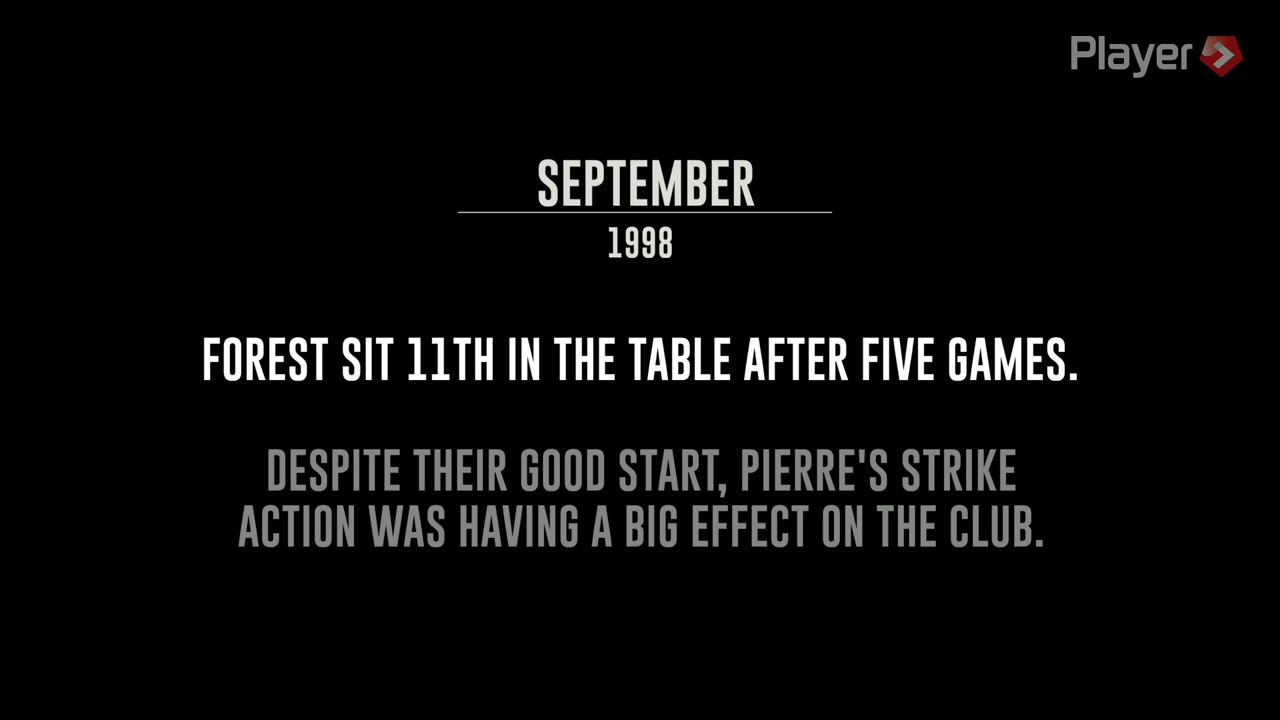 Player
SEPTEMBER
1998
FOREST SIT 11TH IN THE TABLE AFTER FIVE GAMES.
DESPITE THEIR GOOD START, PIERRE'S STRIKE
ACTION WAS HAVING A BIG EFFECT ON THE CLUB.